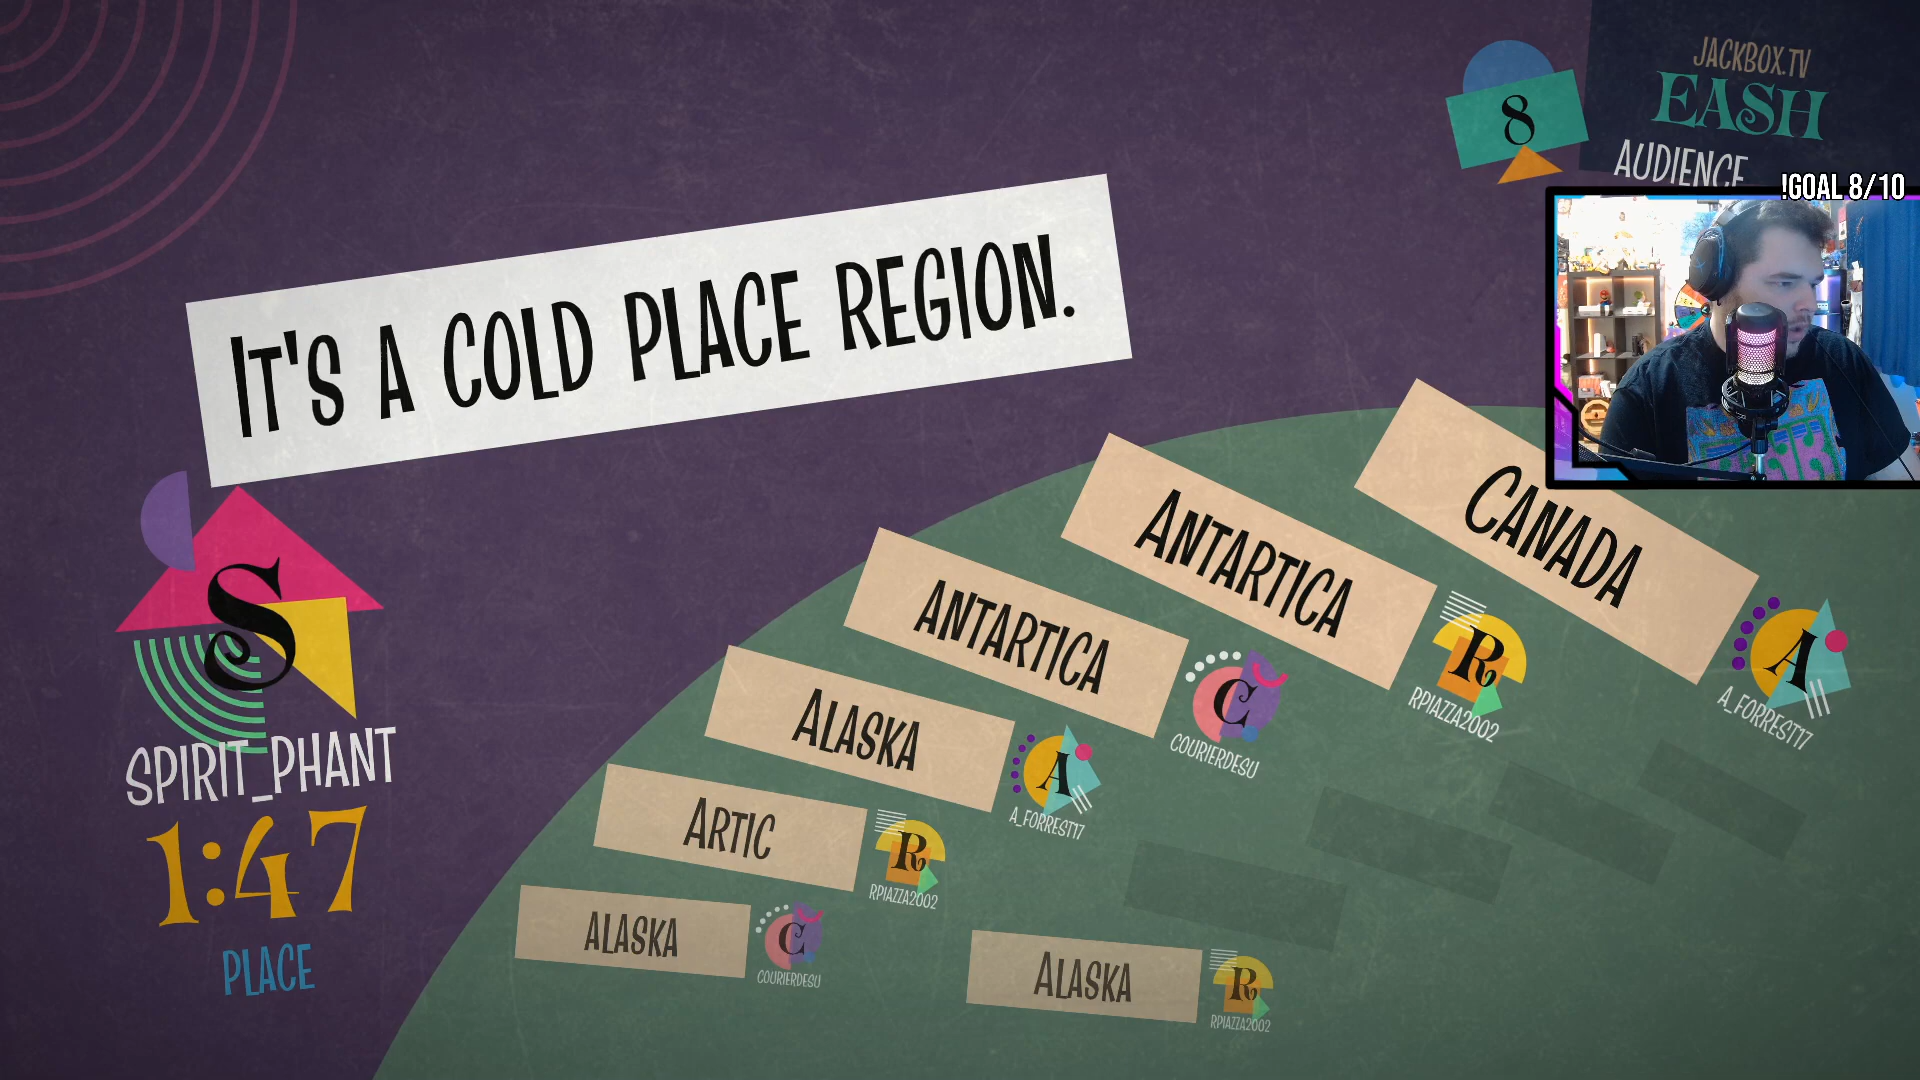 JACKBOX.TV
EASH
AUDIENCE
8
!GOAL 8/10
IT'S A COLD PLACE REGION.
S
SPIRIT_PHANT
1:47
PLACE
CANADA
A
A_FORREST17
ANTARTICA
R
RPIAZZA2002
ANTARTICA
C
COURIERDESU
ALASKA
A
A_FORREST17
ARTIC
R
RPIAZZA2002
ALASKA
C
COURIERDESU
ALASKA
R
RPIAZZA2002